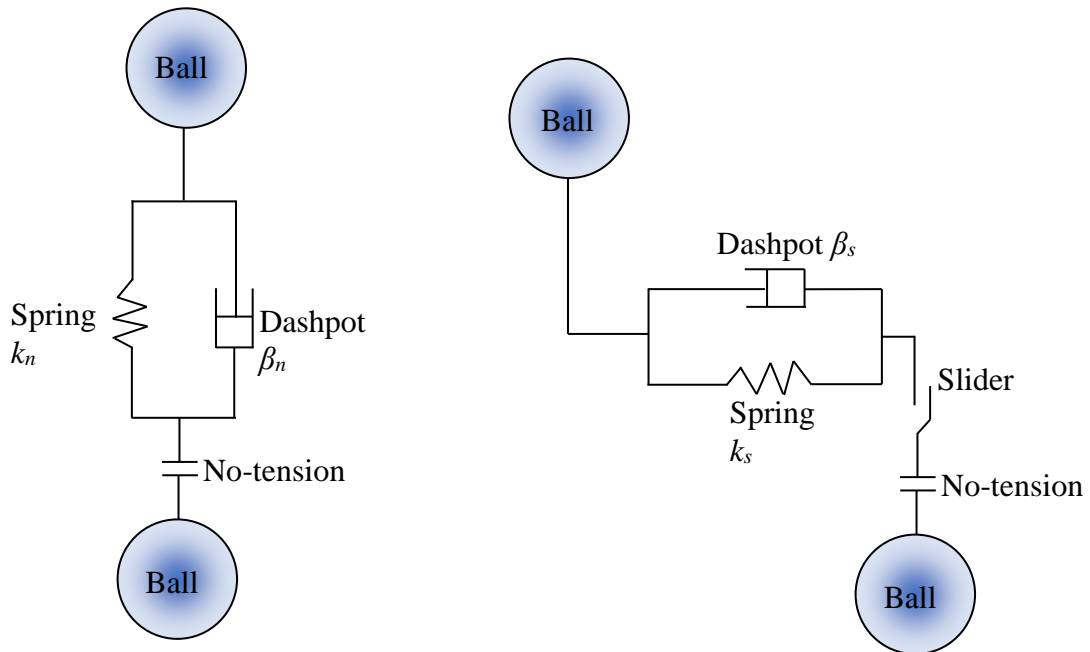 Ball
Spring
kn
Dashpot
βn
No-tension
Ball
Ball
Dashpot βs
Spring
ks
Slider
No-tension
Ball